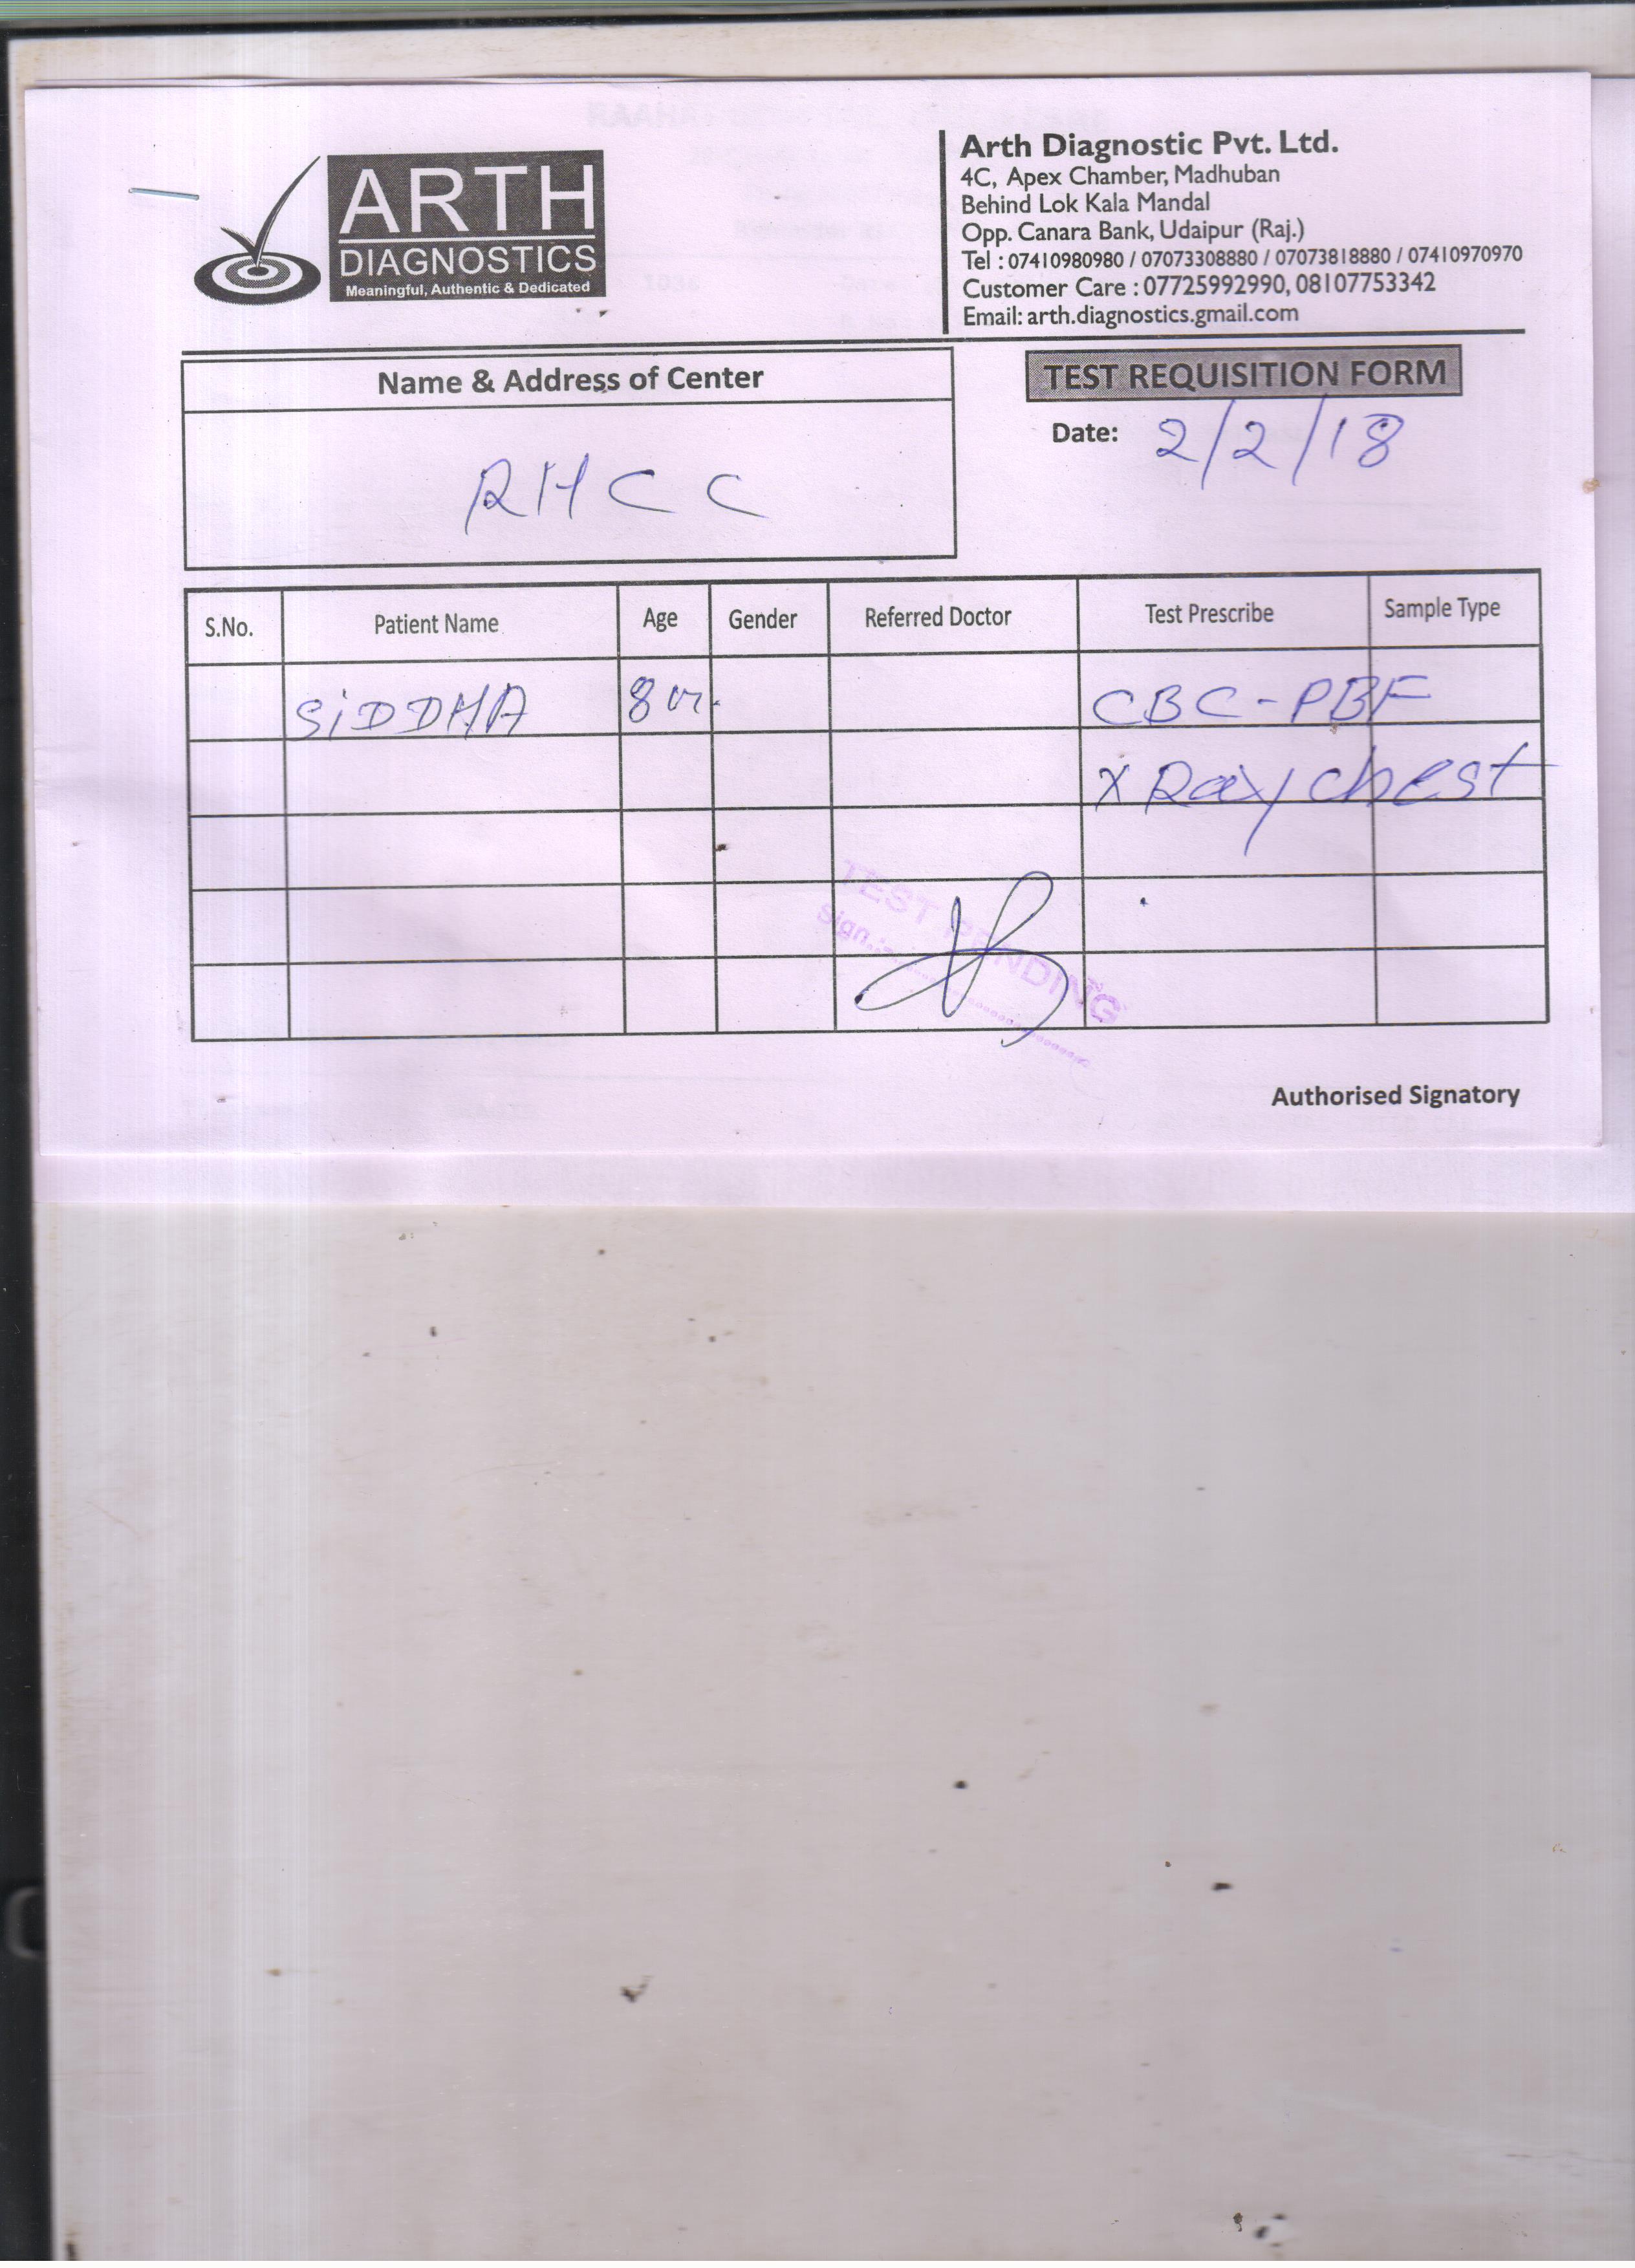 ARTH
DIAGNOSTICS
Meaningful, Authentic & Dedicated
Arth Diagnostic Pvt. Ltd.
4C, Apex Chamber, Madhuban
Behind Lok Kala Mandal
Opp. Canara Bank, Udaipur (Raj.)
Tel : 07410980980 / 07073308880 / 07073818880 / 07410970970
Customer Care : 07725992990, 08107753342
Email: arth.diagnostics.gmail.com
Name & Address of Center
RHCC
TEST REQUISITION FORM
Date: 2/2/18
S.No. Patient Name Age Gender Referred Doctor Test Prescribe Sample Type
SiDDHA 8 CBC-PBF
X Ray chest
TEST PENDING
Sign.:
Authorised Signatory